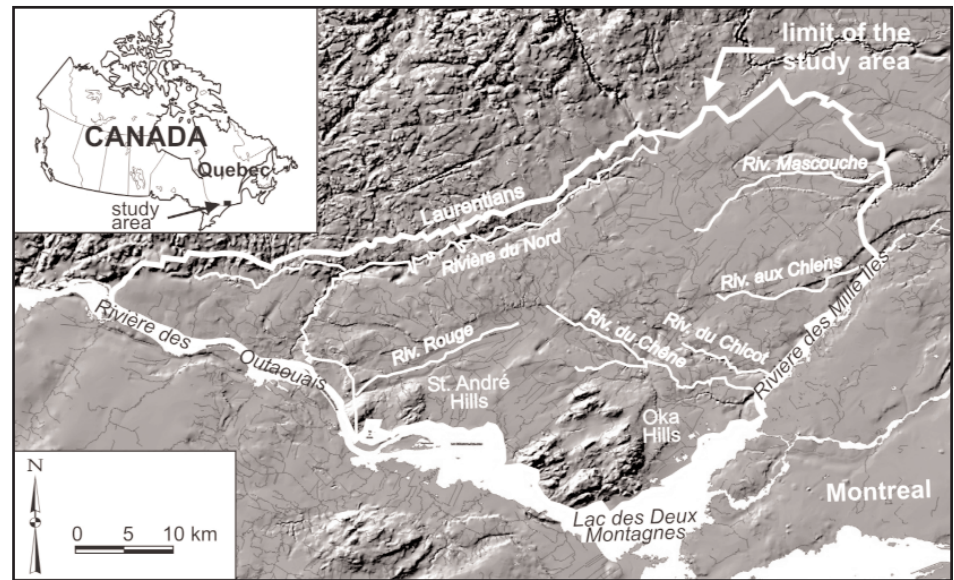 limit of the
study area
CANADA
Quebec
study
area
Laurentians
Riv. Mascouche
Rivière du Nord
Riv. aux Chiens
Rivière des Mille Iles
Rivière des
Outaouais
Riv. Rouge
Riv. du Chêne
Riv. du Chicot
St. André
Hills
Oka
Hills
Lac des Deux
Montagnes
Montreal
N
0 5 10 km